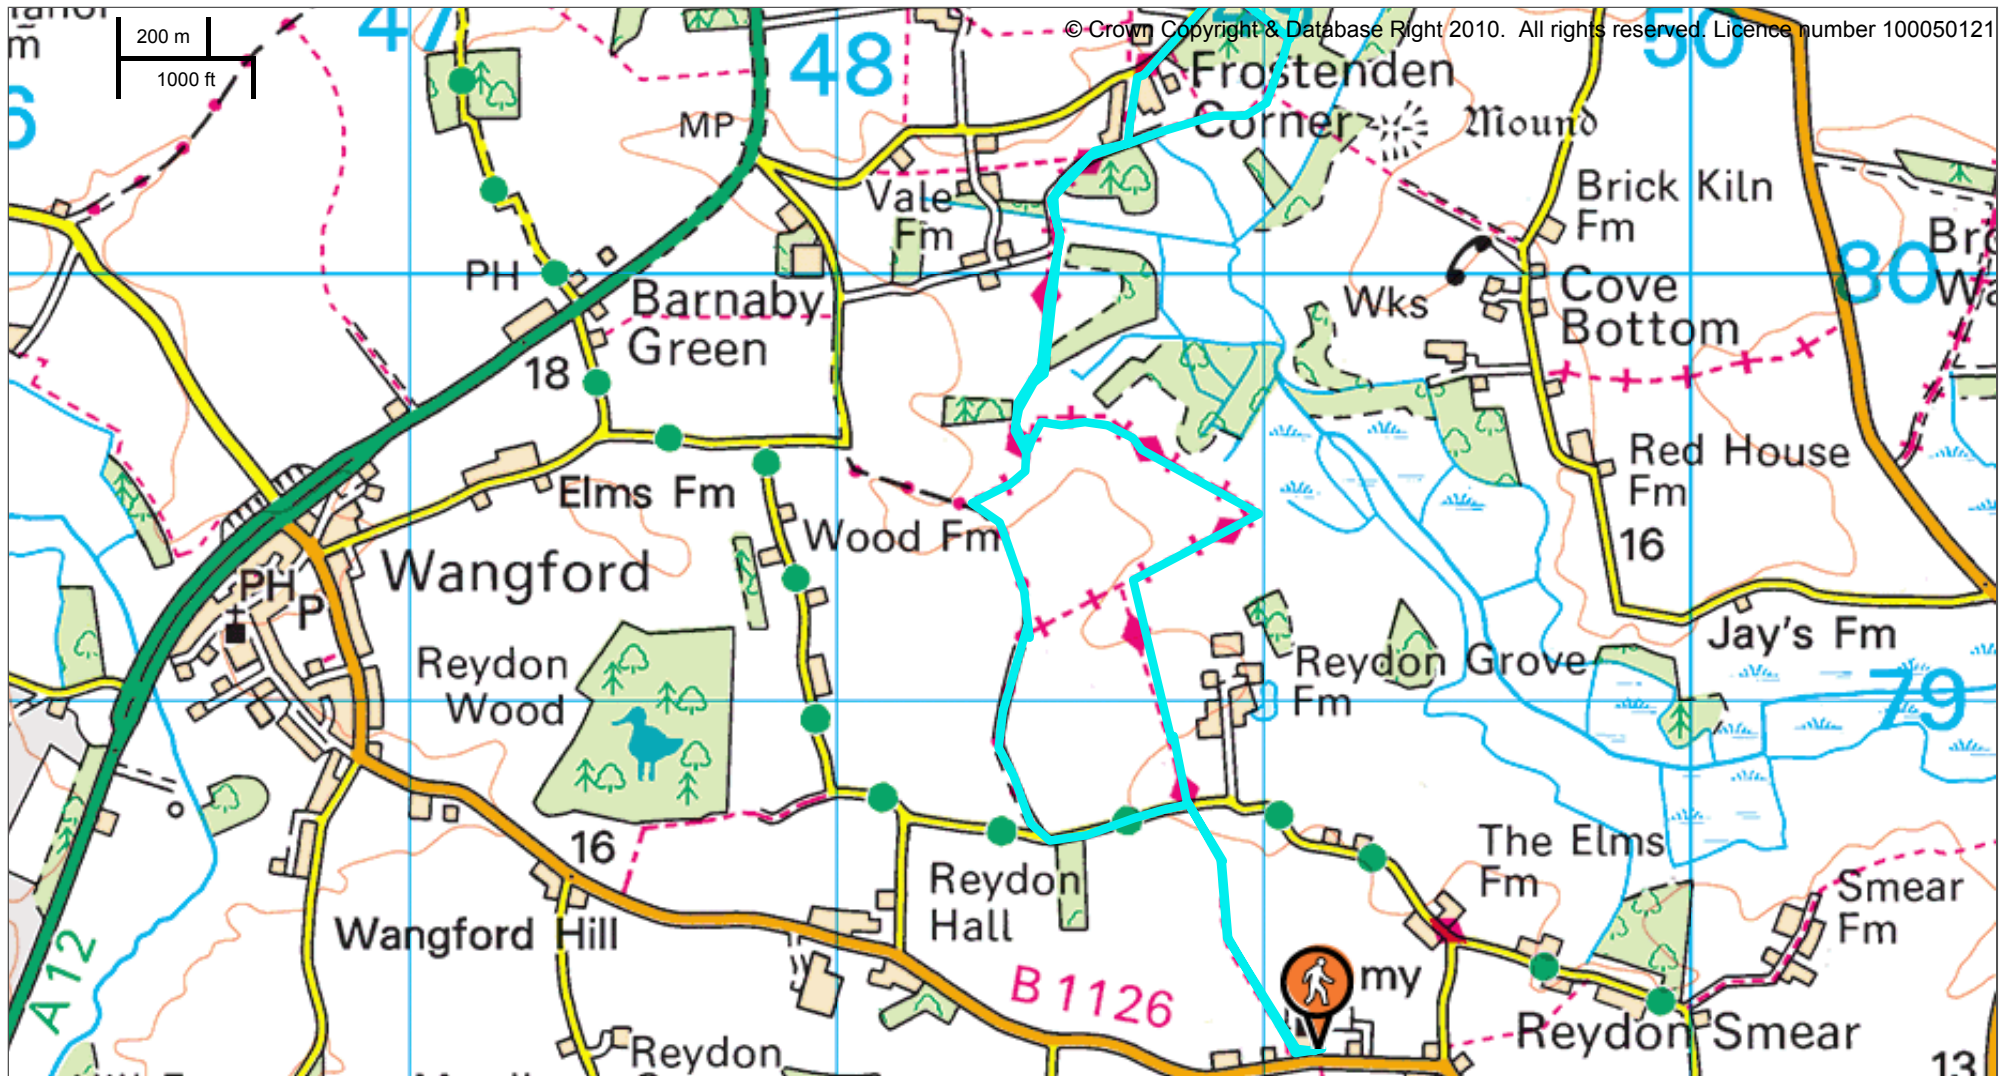 © Crown Copyright & Database Right 2010. All rights reserved. Licence number 100050121
200 m
1000 ft
47
48
50
Frostenden
Corner
Mound
MP
Vale
Fm
Brick Kiln
Fm
PH
Barnaby
Green
Wks
Cove
Bottom
80
18
Elms Fm
Red House
Fm
Wood Fm
16
Wangford
PH
P
Jay's Fm
Reydon
Wood
Reydon Grove
Fm
79
16
The Elms
Fm
Reydon
Hall
Smear
Fm
Wangford Hill
A 12
B 1126
my
Reydon Smear
Reydon
13